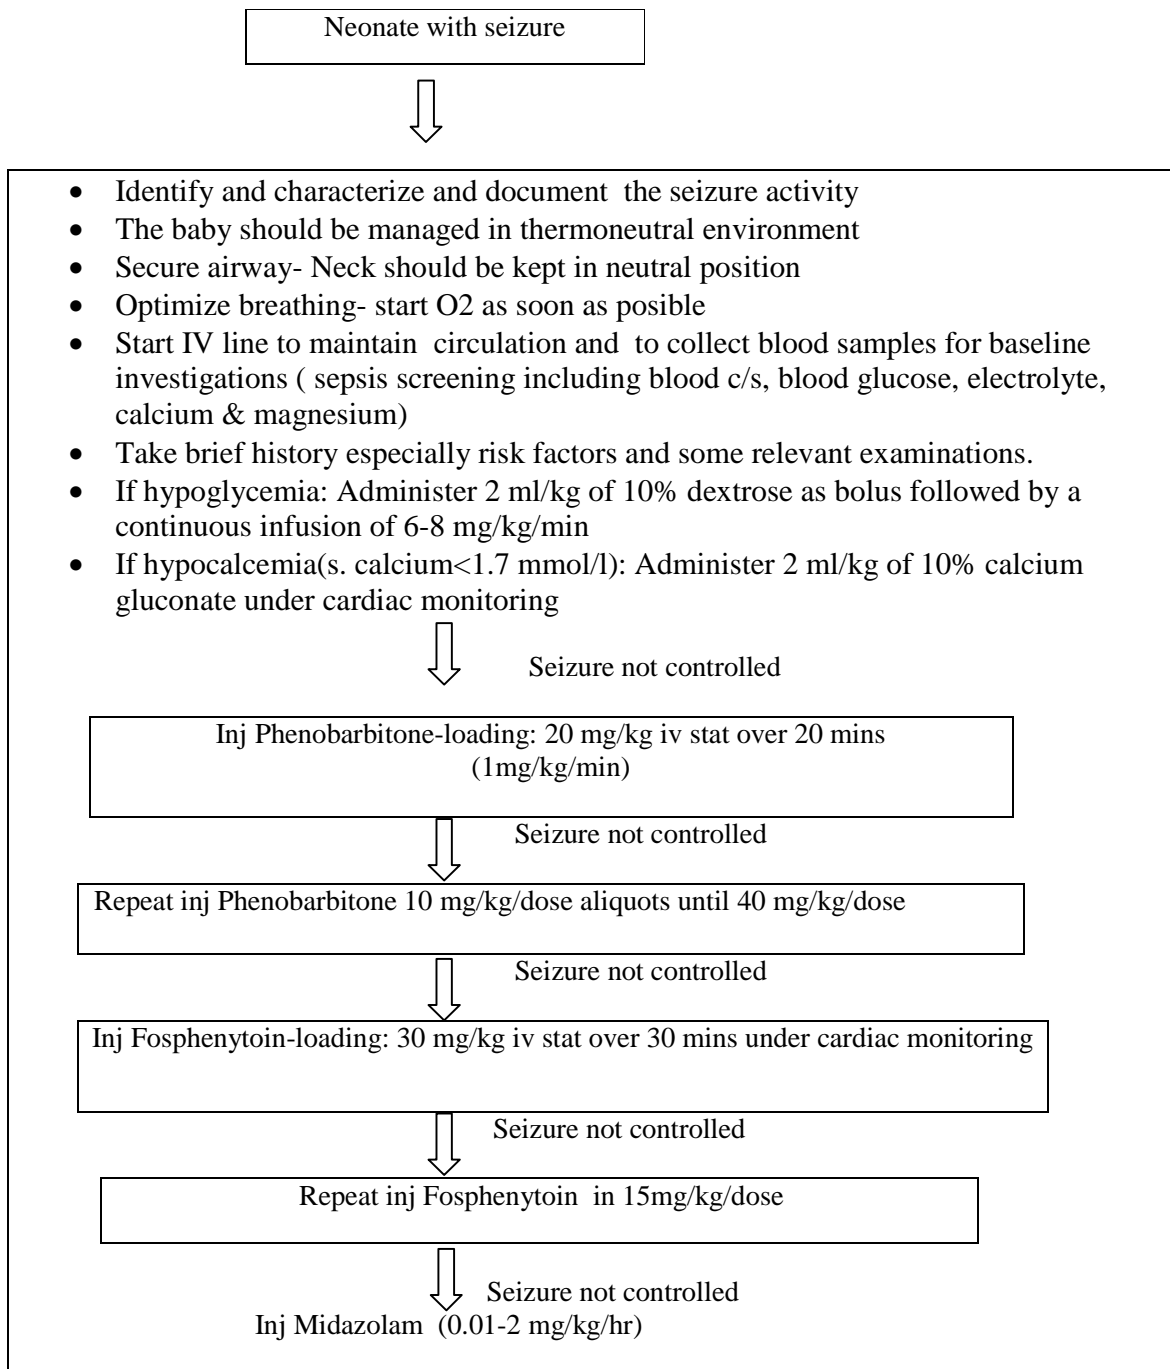 Neonate with seizure
• Identify and characterize and document the seizure activity
• The baby should be managed in thermoneutral environment
• Secure airway- Neck should be kept in neutral position
• Optimize breathing- start O2 as soon as posible
• Start IV line to maintain circulation and to collect blood samples for baseline
investigations ( sepsis screening including blood c/s, blood glucose, electrolyte,
calcium & magnesium)
• Take brief history especially risk factors and some relevant examinations.
• If hypoglycemia: Administer 2 ml/kg of 10% dextrose as bolus followed by a
continuous infusion of 6-8 mg/kg/min
• If hypocalcemia(s. calcium<1.7 mmol/l): Administer 2 ml/kg of 10% calcium
gluconate under cardiac monitoring
Seizure not controlled
Inj Phenobarbitone-loading: 20 mg/kg iv stat over 20 mins
(1mg/kg/min)
Seizure not controlled
Repeat inj Phenobarbitone 10 mg/kg/dose aliquots until 40 mg/kg/dose
Seizure not controlled
Inj Fosphenytoin-loading: 30 mg/kg iv stat over 30 mins under cardiac monitoring
Seizure not controlled
Repeat inj Fosphenytoin in 15mg/kg/dose
Seizure not controlled
Inj Midazolam (0.01-2 mg/kg/hr)